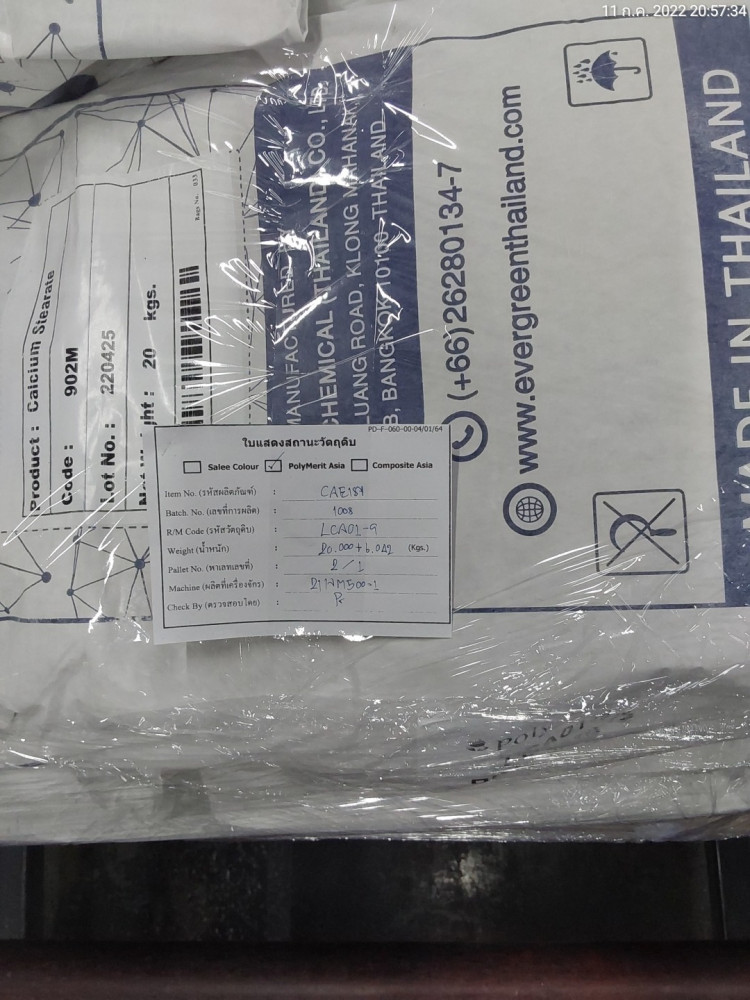 11 ก.ค. 2022 20:57:34
Product : Calcium Stearate
Code : 902M
Lot No. : 220425
ht : 20 kgs.
MANUFACTURED
CHEMICAL (THAILAND) CO., LTD.
LUANG ROAD, KLONG
BANGKOK 10100 THAILAND
(+66)26280134-7
www.evergreenthailand.com
MADE IN THAILAND
PD-F-060-00-04/01/64
ใบแสดงสถานะวัตถุดิบ
Salee Colour ✓ PolyMerit Asia Composite Asia
Item No. (รหัสผลิตภัณฑ์) : CAE189
Batch. No. (เลขที่การผลิต) : 1008
R/M Code (รหัสวัตถุดิบ) : LCA01-9
Weight (น้ำหนัก) : 20.000 + 6.042 (Kgs.)
Pallet No. (พาเลทเลขที่) : 2/1
Machine (ผลิตที่เครื่องจักร) :
Check By (ตรวจสอบโดย) :